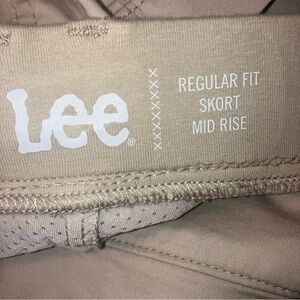 Lee®
REGULAR FIT
SKORT
MID RISE